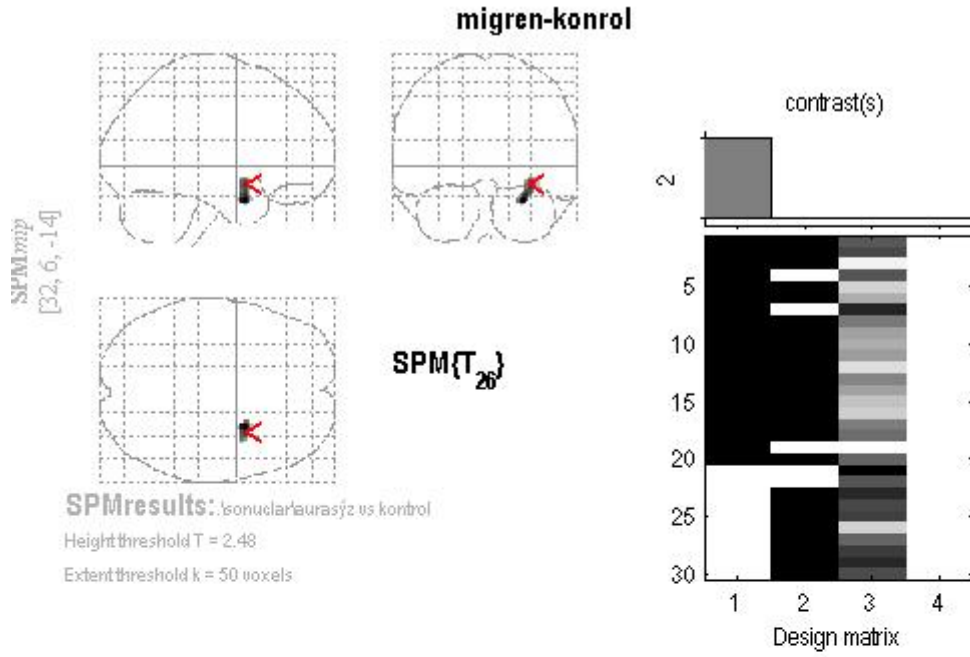 migren-konrol
SPMmip
[32, 6, -14]
SPM{T26}
SPMresults: .\sonuclar\aurasýz vs kontrol
Height threshold T = 2.48
Extent threshold k = 50 voxels
contrast(s)
2
5
10
15
20
25
30
1 2 3 4
Design matrix